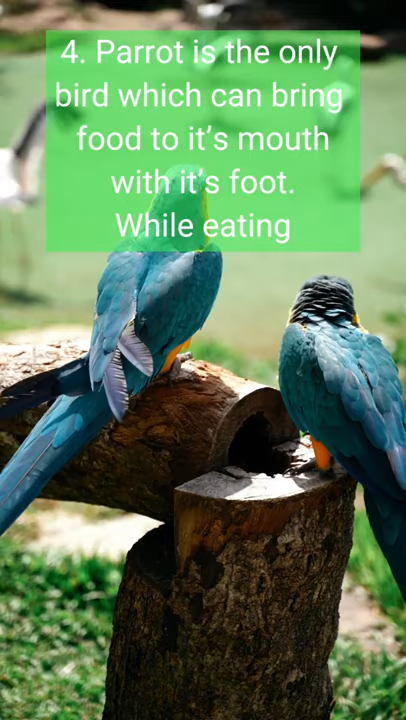 4. Parrot is the only
bird which can bring
food to it’s mouth
with it’s foot.
While eating